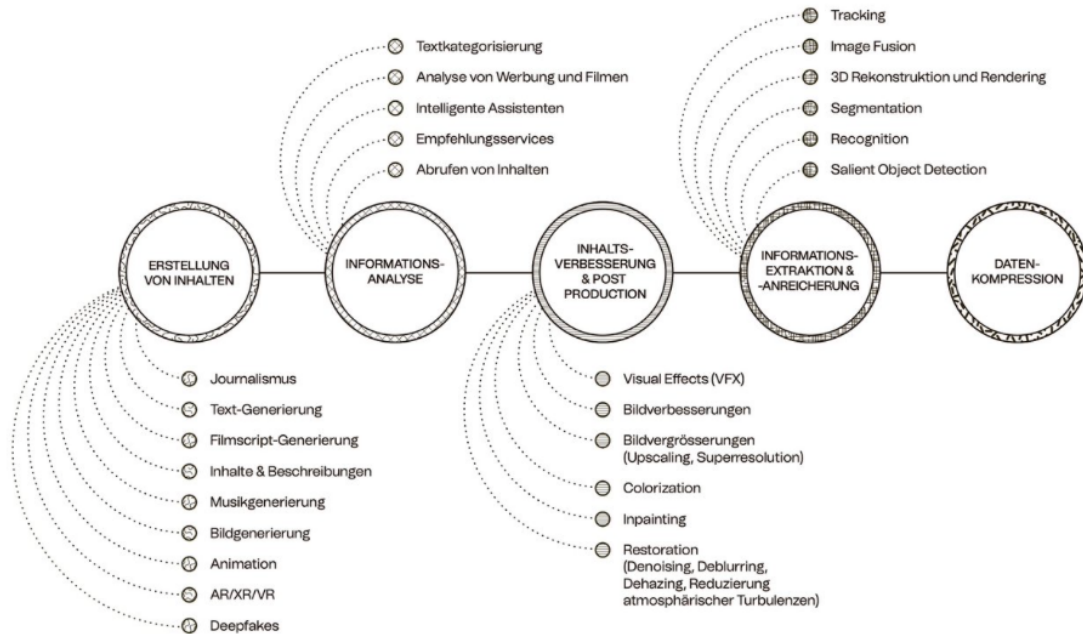 Tracking
Image Fusion
3D Rekonstruktion und Rendering
Segmentation
Recognition
Salient Object Detection
Textkategorisierung
Analyse von Werbung und Filmen
Intelligente Assistenten
Empfehlungsservices
Abrufen von Inhalten
ERSTELLUNG
VON INHALTEN
INFORMATIONS-
ANALYSE
INHALTS-
VERBESSERUNG
& POST
PRODUCTION
INFORMATIONS-
EXTRAKTION &
-ANREICHERUNG
DATEN-
KOMPRESSION
Journalismus
Text-Generierung
Filmscript-Generierung
Inhalte & Beschreibungen
Musikgenerierung
Bildgenerierung
Animation
AR/XR/VR
Deepfakes
Visual Effects (VFX)
Bildverbesserungen
Bildvergrösserungen
(Upscaling, Superresolution)
Colorization
Inpainting
Restoration
(Denoising, Deblurring,
Dehazing, Reduzierung
atmosphärischer Turbulenzen)